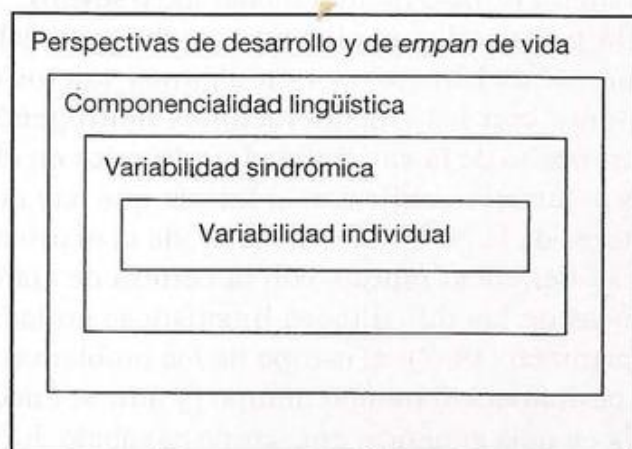 Perspectivas de desarrollo y de empan de vida
Componencialidad lingüística
Variabilidad sindrómica
Variabilidad individual